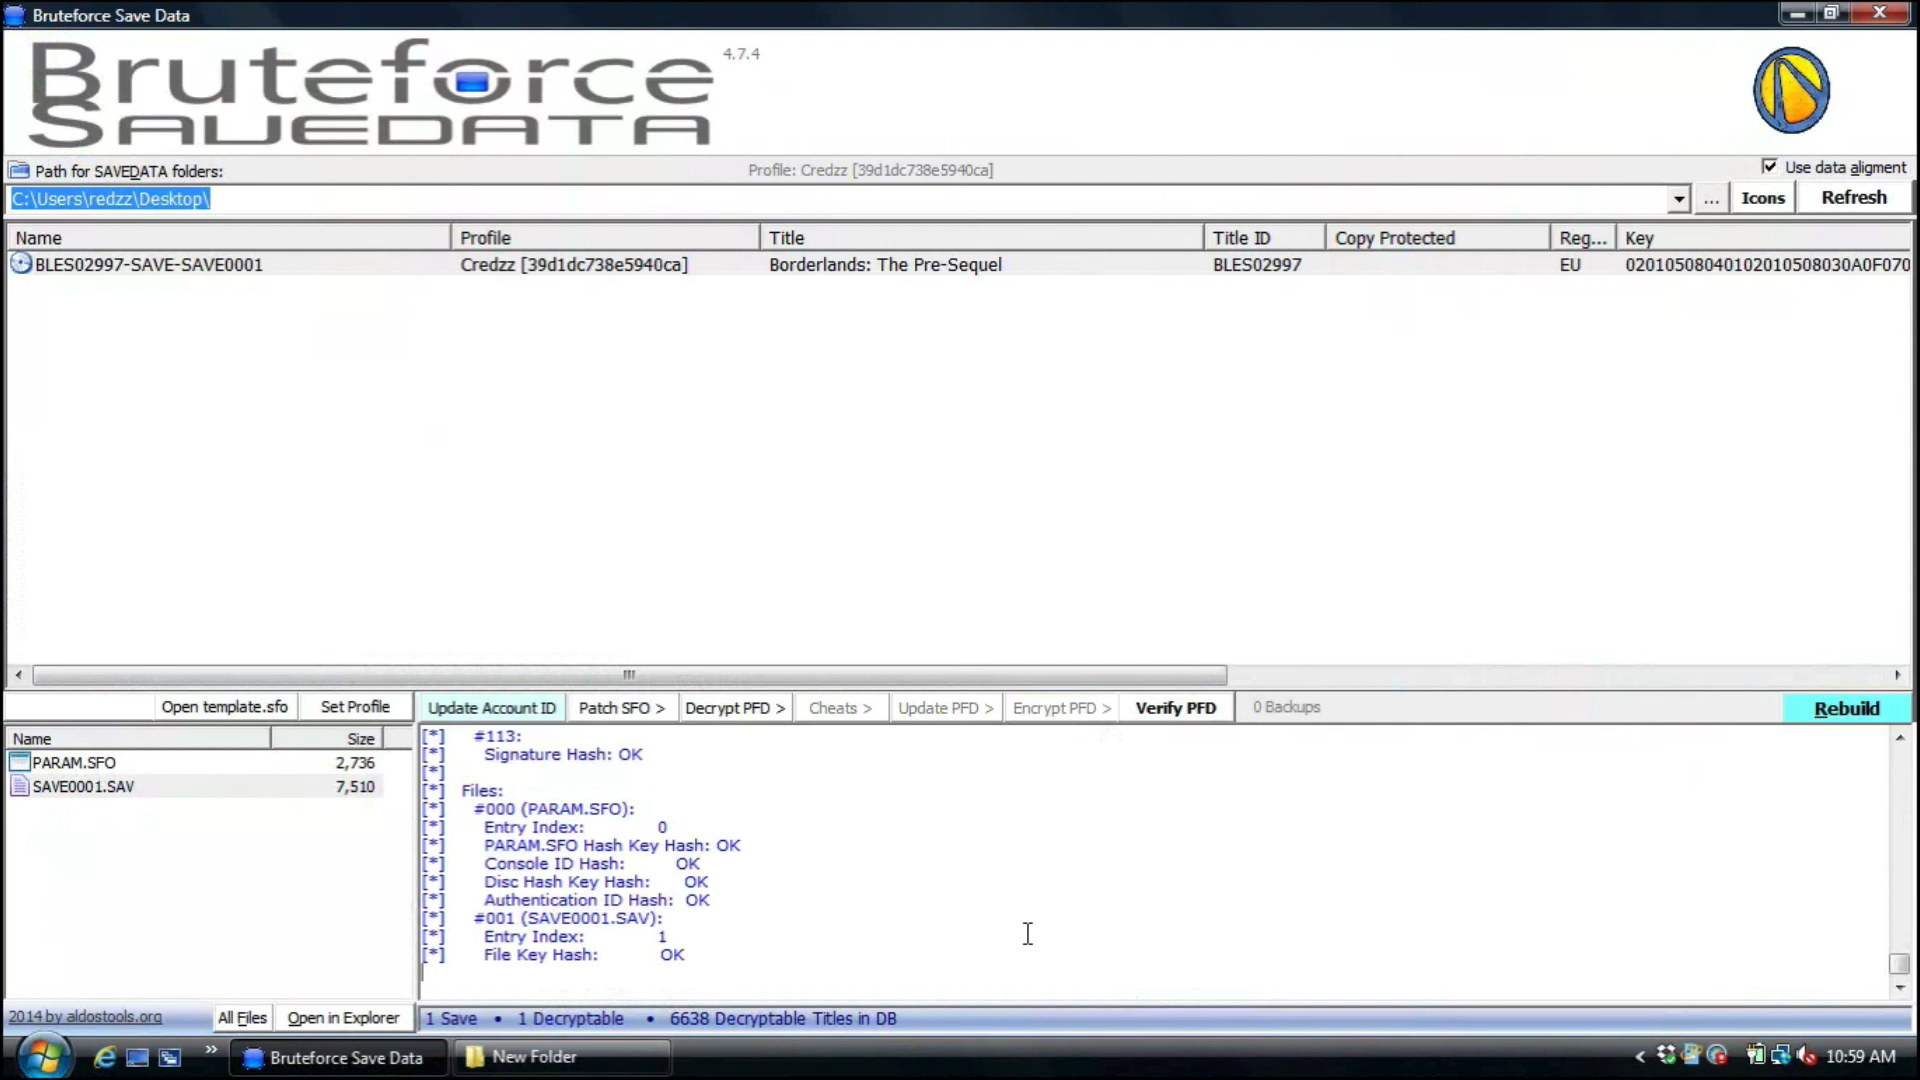 Bruteforce Save Data
Bruteforce
SAVEDATA
4.7.4
Path for SAVEDATA folders:
Profile: Credzz [39d1dc738e5940ca]
Use data aligment
C:\Users\redzz\Desktop\
...
Icons
Refresh
Name Profile Title Title ID Copy Protected Reg... Key
BLES02997-SAVE-SAVE0001 Credzz [39d1dc738e5940ca] Borderlands: The Pre-Sequel BLES02997 EU 02010508040102010508030A0F070
Open template.sfo Set Profile Update Account ID Patch SFO > Decrypt PFD > Cheats > Update PFD > Encrypt PFD > Verify PFD 0 Backups Rebuild
Name Size
PARAM.SFO 2,736
SAVE0001.SAV 7,510
[*] #113:
[*] Signature Hash: OK
[*]
[*] Files:
[*] #000 (PARAM.SFO):
[*] Entry Index: 0
[*] PARAM.SFO Hash Key Hash: OK
[*] Console ID Hash: OK
[*] Disc Hash Key Hash: OK
[*] Authentication ID Hash: OK
[*] #001 (SAVE0001.SAV):
[*] Entry Index: 1
[*] File Key Hash: OK
2014 by aldostools.org All Files Open in Explorer 1 Save • 1 Decryptable • 6638 Decryptable Titles in DB
Bruteforce Save Data New Folder 10:59 AM